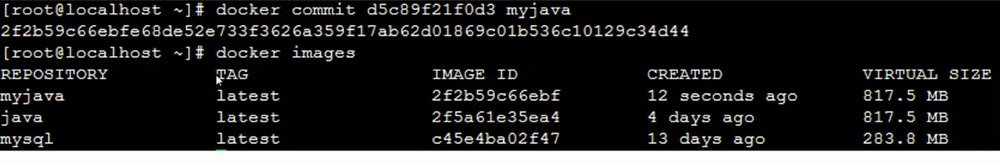 [root@localhost ~]# docker commit d5c89f21f0d3 myjava
2f2b59c66ebfe68de52e733f3626a359f17ab62d01869c01b536c10129c34d44
[root@localhost ~]# docker images
REPOSITORY TAG IMAGE ID CREATED VIRTUAL SIZE
myjava latest 2f2b59c66ebf 12 seconds ago 817.5 MB
java latest 2f5a61e35ea4 4 days ago 817.5 MB
mysql latest c45e4ba02f47 13 days ago 283.8 MB